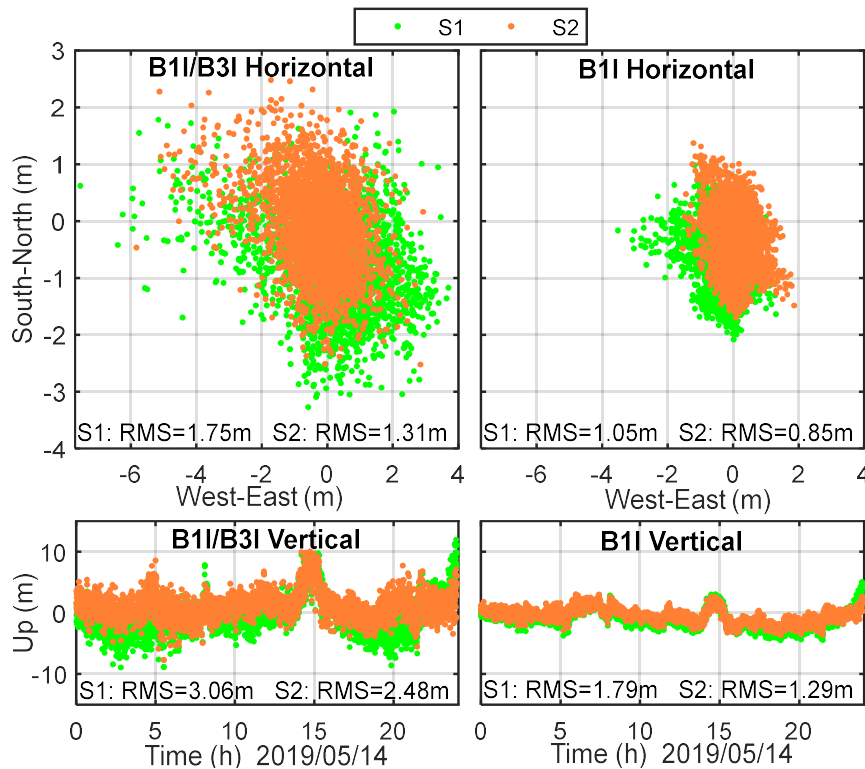 S1 S2
B1I/B3I Horizontal
B1I Horizontal
South-North (m)
3
2
1
0
-1
-2
-3
-4
S1: RMS=1.75m S2: RMS=1.31m
S1: RMS=1.05m S2: RMS=0.85m
-6 -4 -2 0 2 4
-6 -4 -2 0 2 4
West-East (m)
West-East (m)
B1I/B3I Vertical
B1I Vertical
Up (m)
10
0
-10
S1: RMS=3.06m S2: RMS=2.48m
S1: RMS=1.79m S2: RMS=1.29m
0 5 10 15 20
0 5 10 15 20
Time (h) 2019/05/14
Time (h) 2019/05/14